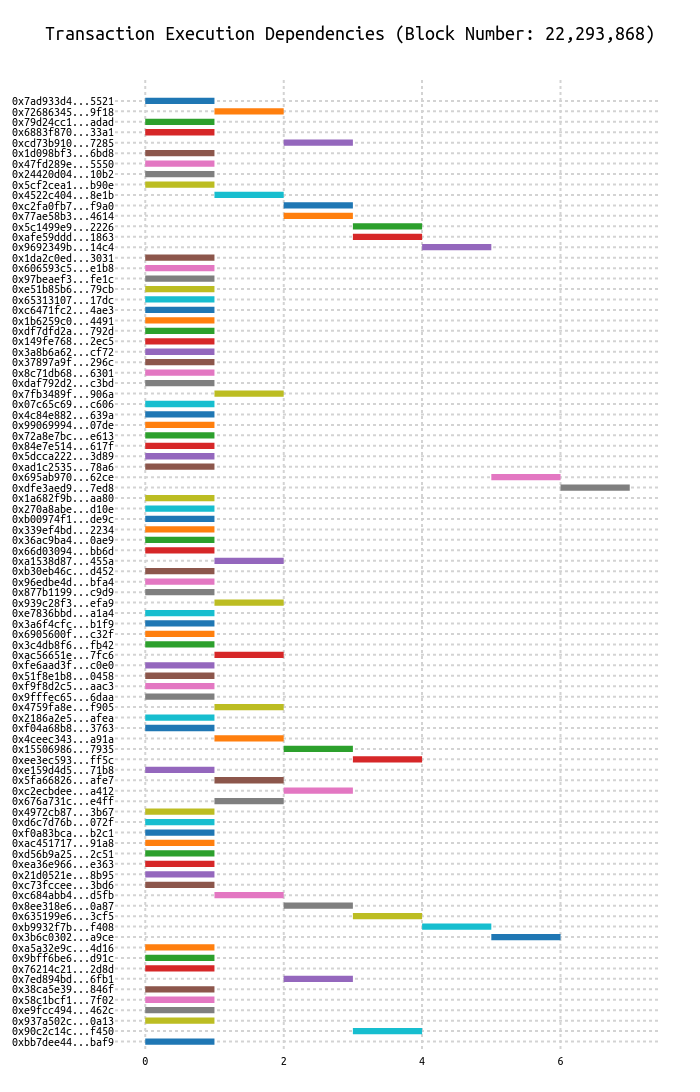 Transaction Execution Dependencies (Block Number: 22,293,868)
0x7ad933d4...5521
0x72686345...9f18
0x79d24cc1...adad
0x6883f870...33a1
0xcd73b910...7285
0x1d098bf3...6bd8
0x47fd289e...5550
0x24420d04...10b2
0x5cf2cea1...b90e
0x4522c404...8e1b
0xc2fa0fb7...f9a0
0x77ae58b3...4614
0x5c1499e9...2226
0xafe59ddd...1863
0x9692349b...14c4
0x1da2c0ed...3031
0x606593c5...e1b8
0x97beaef3...fe1c
0xe51b85b6...79cb
0x65313107...17dc
0xc6471fc2...4ae3
0x1b6259c0...4491
0xdf7dfd2a...792d
0x149fe768...2ec5
0x3a8b6a62...cf72
0x37897a9f...296c
0x8c71db68...6301
0xdaf792d2...c3bd
0x7fb3489f...906a
0x07c65c69...c606
0x4c84e882...639a
0x99069994...07de
0x72a8e7bc...e613
0x84e7e514...617f
0x5dcca222...3d89
0xad1c2535...78a6
0x695ab970...62ce
0xdfe3aed9...7ed8
0x1a682f9b...aa80
0x270a8abe...d10e
0xb00974f1...de9c
0x339ef4bd...2234
0x36ac9ba4...0ae9
0x66d03094...bb6d
0xa1538d87...455a
0xb30eb46c...d452
0x96edbe4d...bfa4
0x877b1199...c9d9
0x939c28f3...efa9
0xe7836bbd...a1a4
0x3a6f4cfc...b1f9
0x6905600f...c32f
0x3c4db8f6...fb42
0xac56651e...7fc6
0xfe6aad3f...c0e0
0x51f8e1b8...0458
0xf9f8d2c5...aac3
0x9fffec65...6daa
0x4759fa8e...f905
0x2186a2e5...afea
0xf04a68b8...3763
0x4ceec343...a91a
0x15506986...7935
0xee3ec593...ff5c
0xe159d4d5...71b8
0x5fa66826...afe7
0xc2ecbdee...a412
0x676a731c...e4ff
0x4972cb87...3b67
0xd6c7d76b...072f
0xf0a83bca...b2c1
0xac451717...91a8
0xd56b9a25...2c51
0xea36e966...e363
0x21d0521e...8b95
0xc73fccee...3bd6
0xc684abb4...d5fb
0x8ee318e6...0a87
0x635199e6...3cf5
0xb9932f7b...f408
0x3b6c0302...a9ce
0xa5a32e9c...4d16
0x9bff6be6...d91c
0x76214c21...2d8d
0x7ed894bd...6fb1
0x38ca5e39...846f
0x58c1bcf1...7f02
0xe9fcc494...462c
0x937a502c...0a13
0x90c2c14c...f450
0xbb7dee44...baf9
0 2 4 6